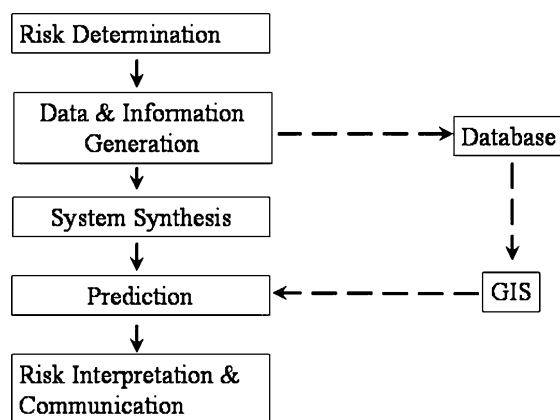 Risk Determination
Data & Information
Generation
Database
System Synthesis
Prediction
GIS
Risk Interpretation &
Communication